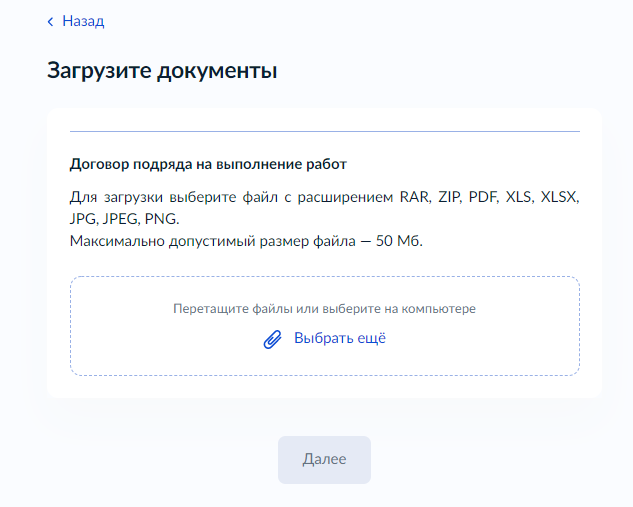 Назад
Загрузите документы
Договор подряда на выполнение работ
Для загрузки выберите файл с расширением RAR, ZIP, PDF, XLS, XLSX,
JPG, JPEG, PNG.
Максимально допустимый размер файла — 50 Мб.
Перетащите файлы или выберите на компьютере
Выбрать ещё
Далее